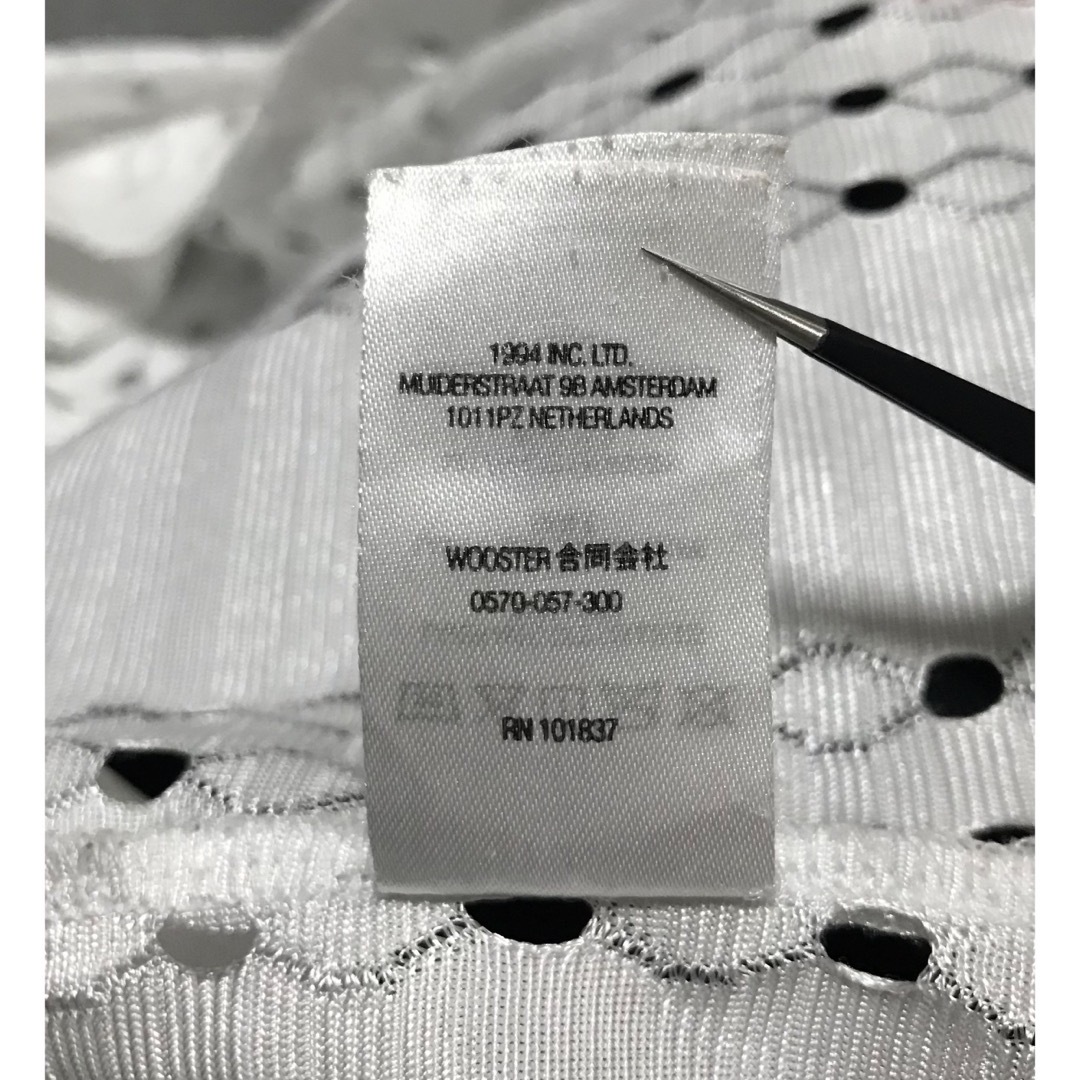 1994 INC. LTD.
MUIDERSTRAAT 9B AMSTERDAM
1011PZ NETHERLANDS
WOOSTER 合同会社
0570-057-300
RN 101837